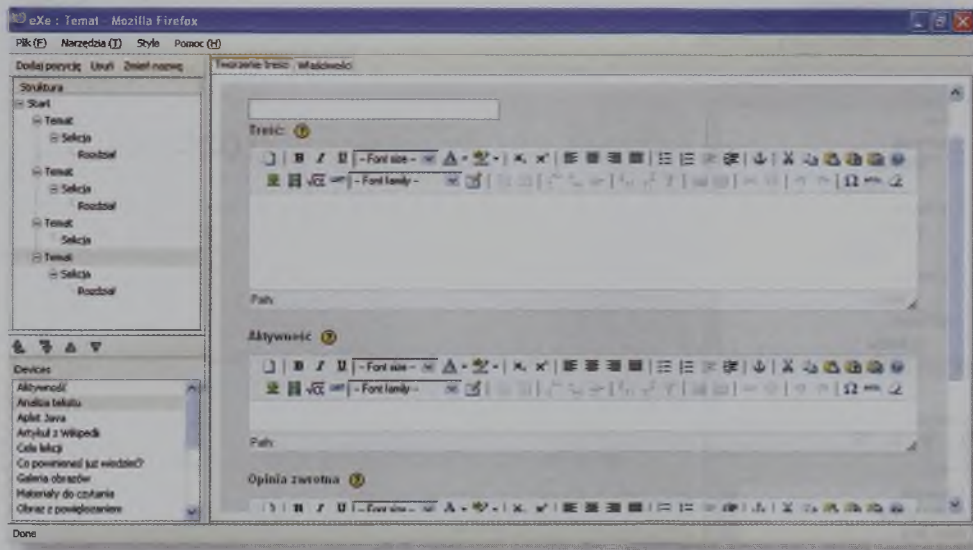 eXe : Temat - Mozilla Firefox
Plik (F) Narzędzia (T) Style Pomoc (H)
Dodaj pozycję Usuń Zmień nazwę
Tworzenie treści Właściwości
Struktura
Start
Temat
Sekcja
Rozdział
Temat
Sekcja
Rozdział
Temat
Sekcja
Temat
Sekcja
Rozdział
Devices
Aktywność
Analiza tekstu
Aplet Java
Artykuł z Wikipedii
Cele lekcji
Co powinieneś już wiedzieć?
Galeria obrazów
Materiały do czytania
Obraz z powiększaniem
Treść:
B I U - Font size -
- Font family -
Path:
Aktywność
B I U - Font size -
- Font family -
Path:
Opinia zwrotna
B I U - Font size -
Done